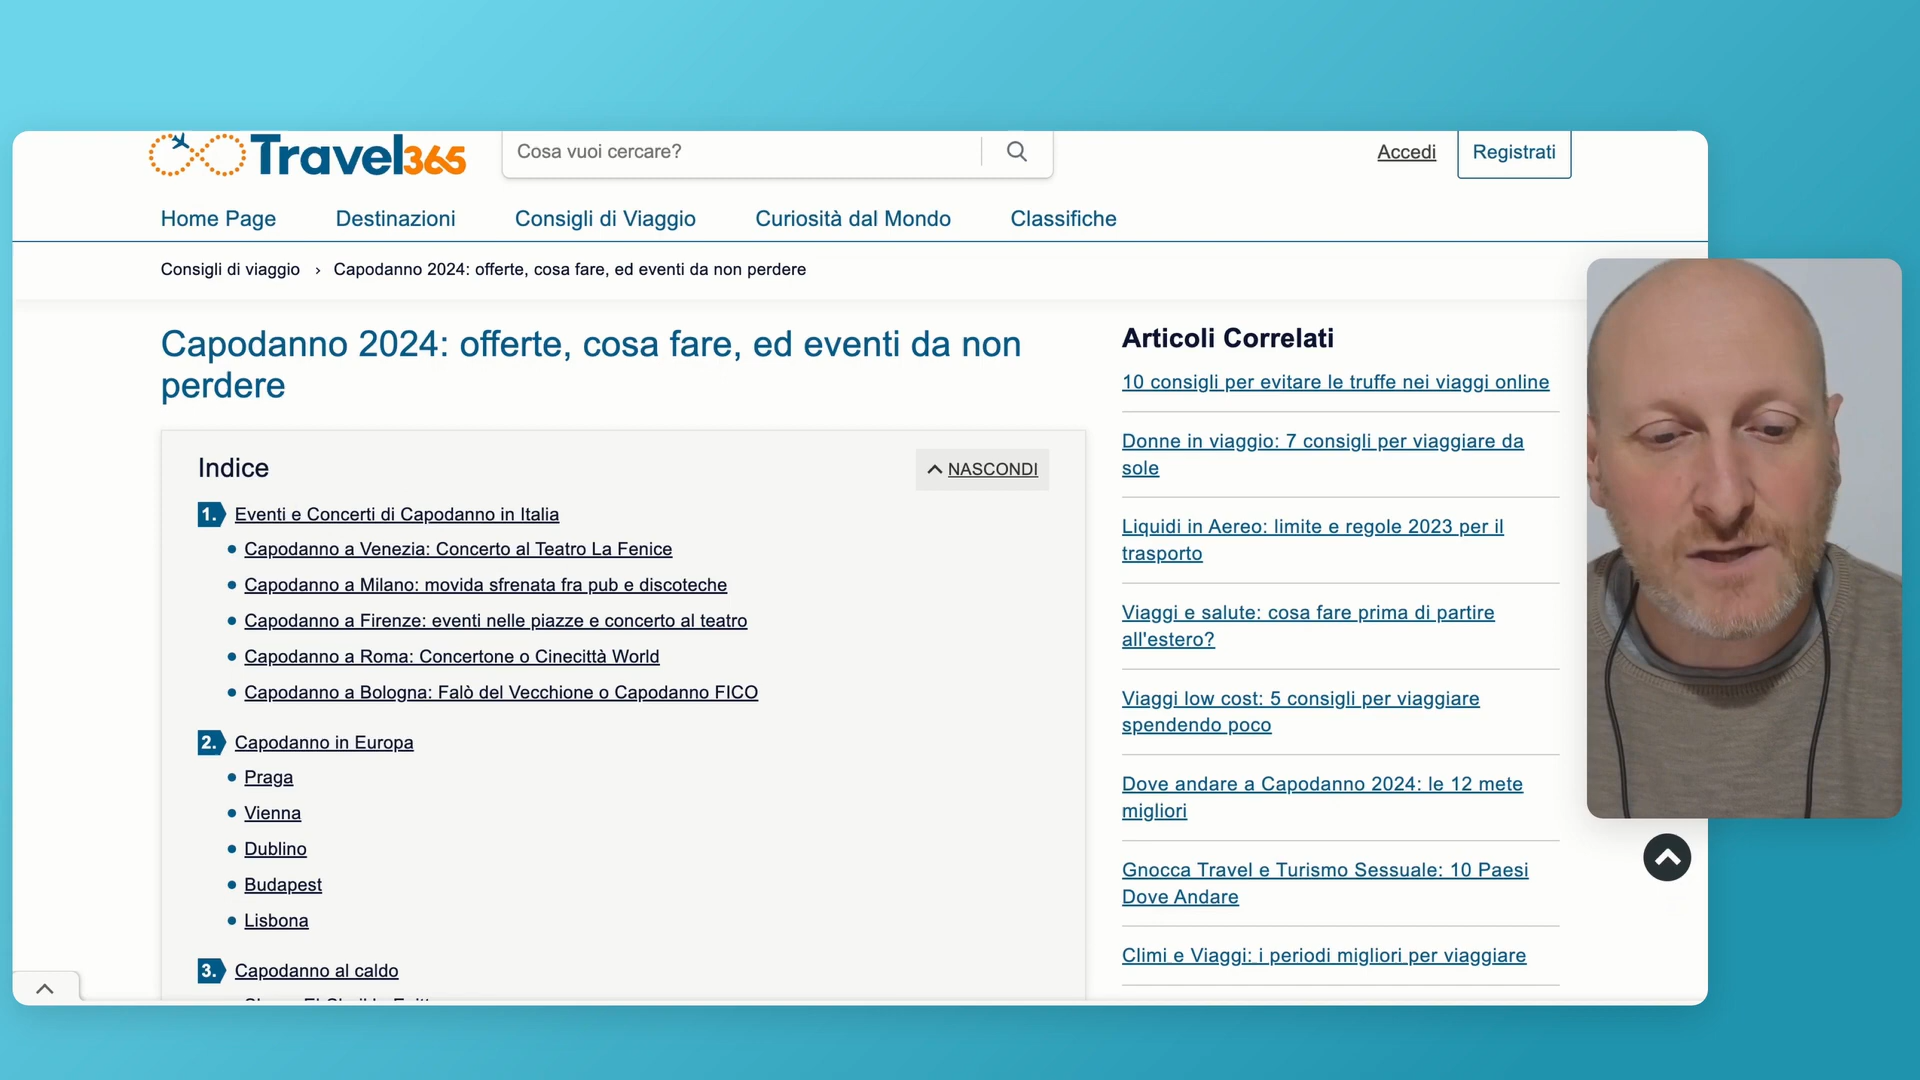 Travel365
Cosa vuoi cercare?
Accedi
Registrati
Home Page
Destinazioni
Consigli di Viaggio
Curiosità dal Mondo
Classifiche
Consigli di viaggio › Capodanno 2024: offerte, cosa fare, ed eventi da non perdere
Capodanno 2024: offerte, cosa fare, ed eventi da non
perdere
Indice
NASCONDI
1. Eventi e Concerti di Capodanno in Italia
• Capodanno a Venezia: Concerto al Teatro La Fenice
• Capodanno a Milano: movida sfrenata fra pub e discoteche
• Capodanno a Firenze: eventi nelle piazze e concerto al teatro
• Capodanno a Roma: Concertone o Cinecittà World
• Capodanno a Bologna: Falò del Vecchione o Capodanno FICO
2. Capodanno in Europa
• Praga
• Vienna
• Dublino
• Budapest
• Lisbona
3. Capodanno al caldo
Articoli Correlati
10 consigli per evitare le truffe nei viaggi online
Donne in viaggio: 7 consigli per viaggiare da
sole
Liquidi in Aereo: limite e regole 2023 per il
trasporto
Viaggi e salute: cosa fare prima di partire
all'estero?
Viaggi low cost: 5 consigli per viaggiare
spendendo poco
Dove andare a Capodanno 2024: le 12 mete
migliori
Gnocca Travel e Turismo Sessuale: 10 Paesi
Dove Andare
Climi e Viaggi: i periodi migliori per viaggiare